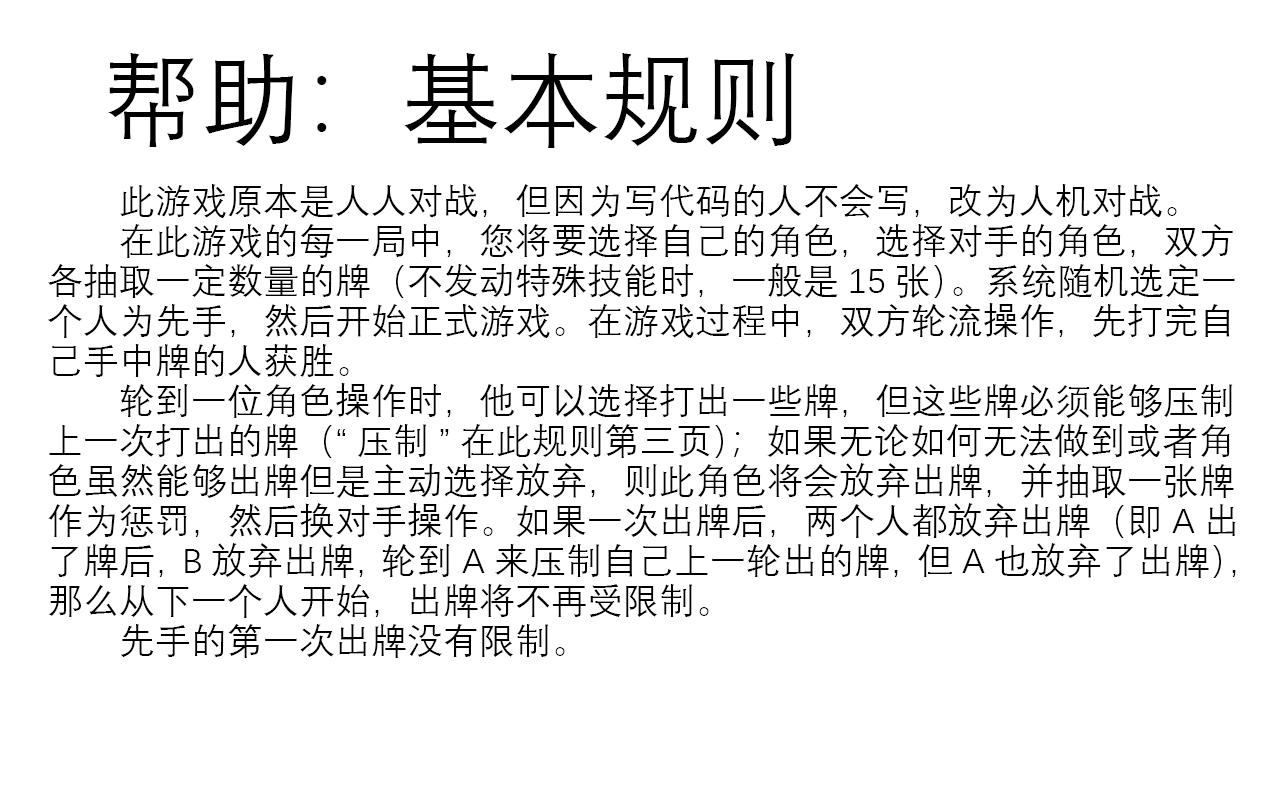 帮助：基本规则
此游戏原本是人人对战，但因为写代码的人不会写，改为人机对战。
在此游戏的每一局中，您将要选择自己的角色，选择对手的角色，双方
各抽取一定数量的牌（不发动特殊技能时，一般是 15 张）。系统随机选定一
个人为先手，然后开始正式游戏。在游戏过程中，双方轮流操作，先打完自
己手中牌的人获胜。
轮到一位角色操作时，他可以选择打出一些牌，但这些牌必须能够压制
上一次打出的牌（“ 压制 ” 在此规则第三页）；如果无论如何无法做到或者角
色虽然能够出牌但是主动选择放弃，则此角色将会放弃出牌，并抽取一张牌
作为惩罚，然后换对手操作。如果一次出牌后，两个人都放弃出牌（即 A 出
了牌后, B 放弃出牌, 轮到 A 来压制自己上一轮出的牌, 但 A 也放弃了出牌），
那么从下一个人开始，出牌将不再受限制。
先手的第一次出牌没有限制。